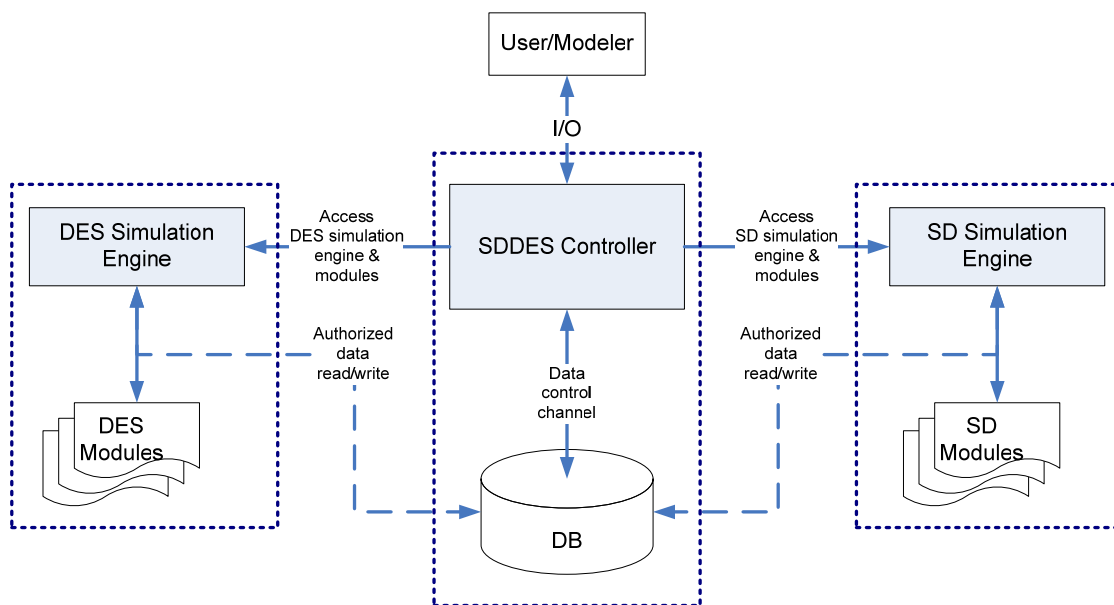 User/Modeler
I/O
DES Simulation
Engine
Access
DES simulation
engine &
modules
SDDES Controller
Access
SD simulation
engine &
modules
SD Simulation
Engine
Authorized
data
read/write
Data
control
channel
Authorized
data
read/write
DES
Modules
SD
Modules
DB